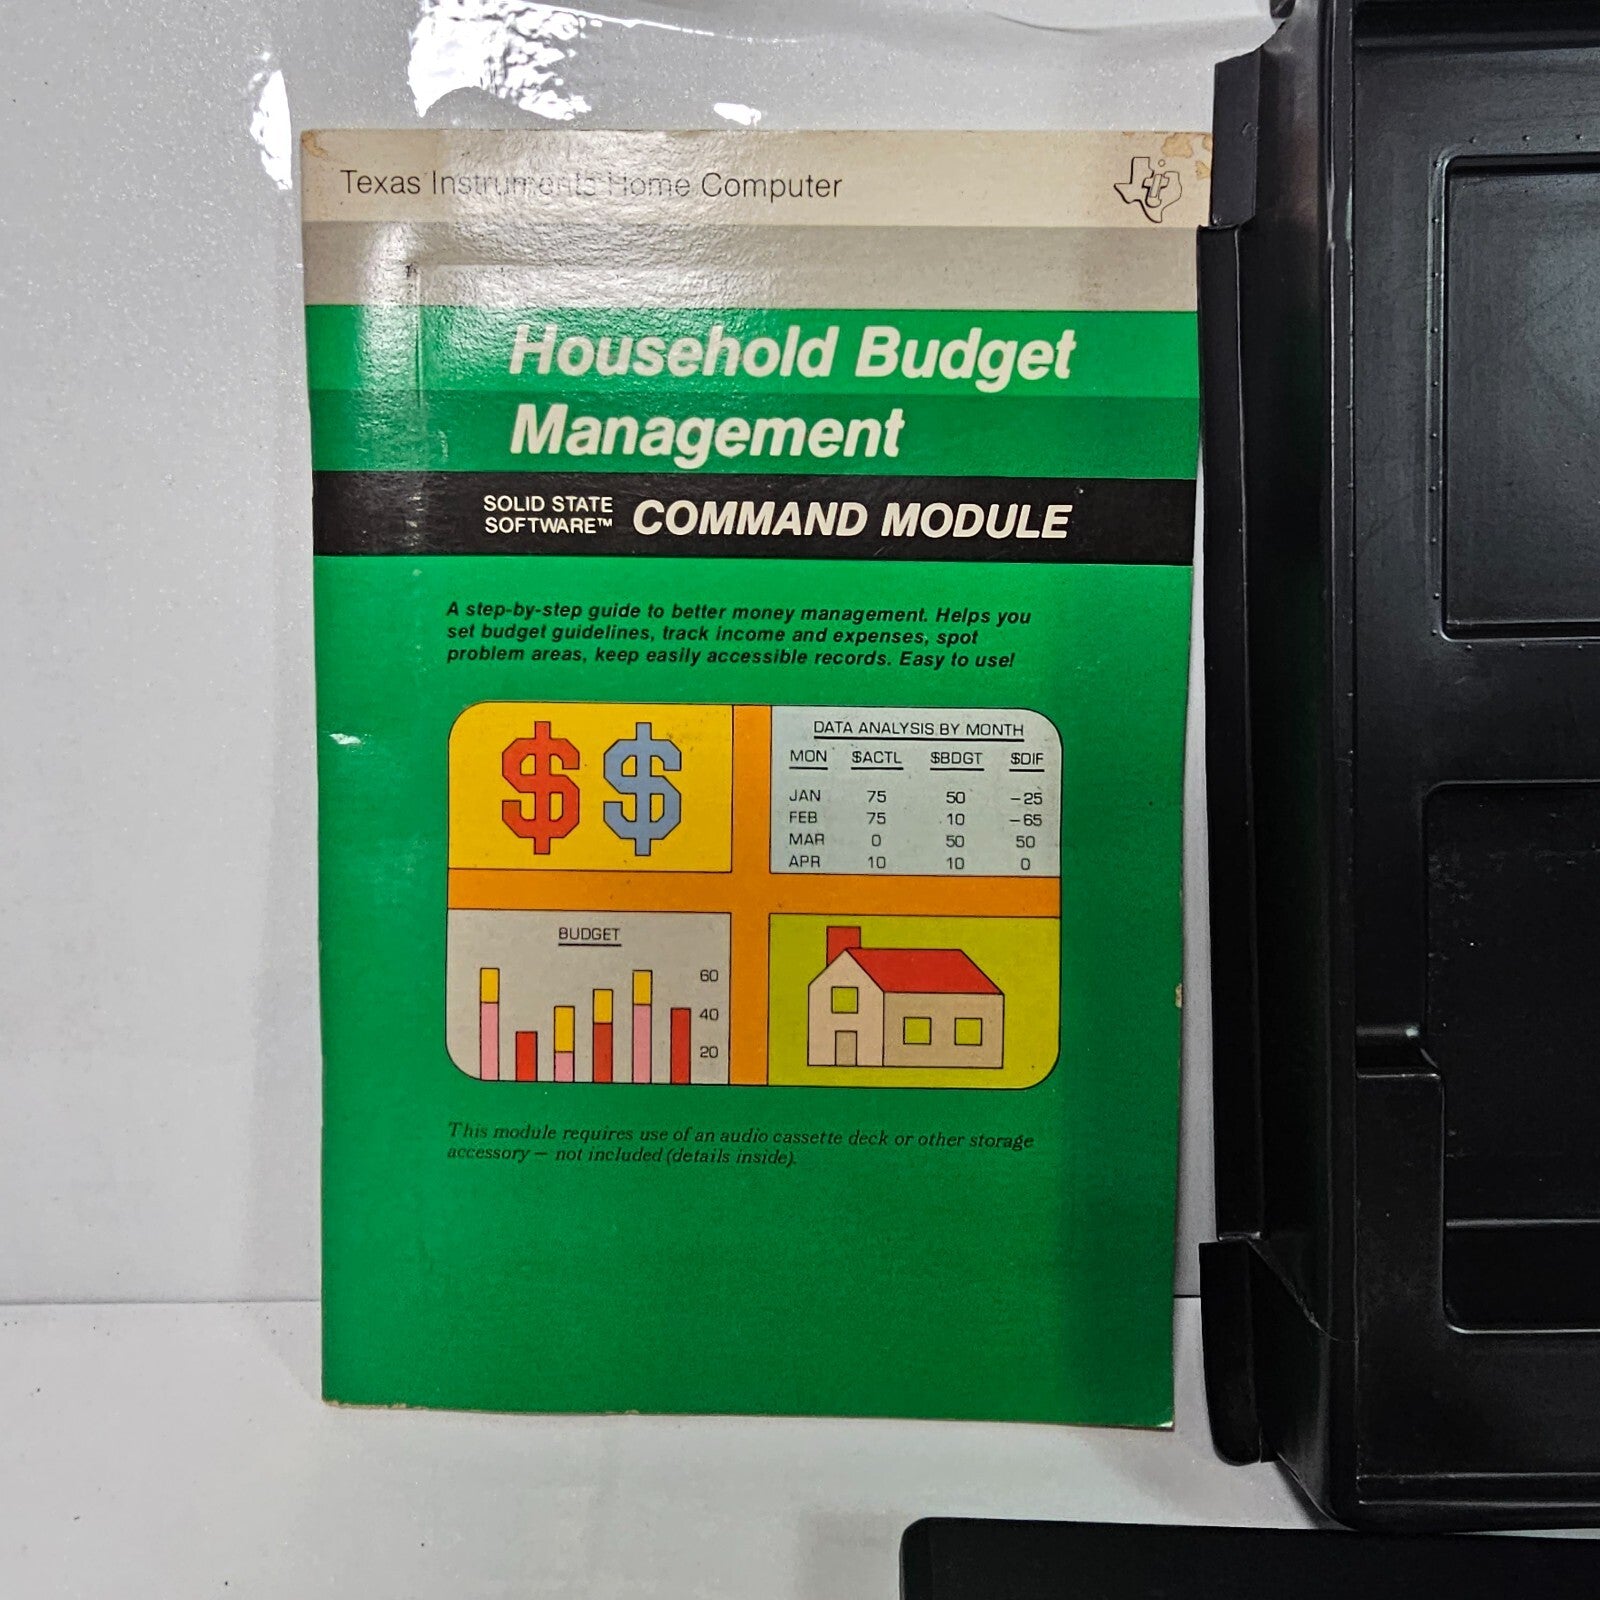 Texas Instruments Home Computer
Household Budget
Management
SOLID STATE
SOFTWARE™ COMMAND MODULE
A step-by-step guide to better money management. Helps you
set budget guidelines, track income and expenses, spot
problem areas, keep easily accessible records. Easy to use!
$ $
DATA ANALYSIS BY MONTH
MON $ACTL $BDGT $DIF
JAN 75 50 -25
FEB 75 10 -65
MAR 0 50 50
APR 10 10 0
BUDGET
60
40
20
This module requires use of an audio cassette deck or other storage
accessory — not included (details inside).